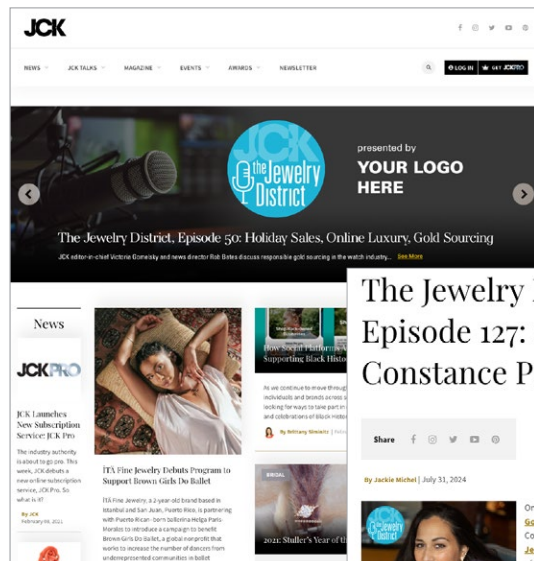 JCK
NEWS JCK TALKS MAGAZINE EVENTS AWARDS NEWSLETTER
LOG IN GET JCKPRO
JCK
the Jewelry
District
presented by
YOUR LOGO
HERE
The Jewelry District, Episode 50: Holiday Sales, Online Luxury, Gold Sourcing
JCK editor-in-chief Victoria Gomelsky and news director Rob Bates discuss responsible gold sourcing in the watch industry... See More
News
JCKPRO
JCK Launches
New Subscription
Service: JCK Pro
The industry authority
is about to go pro. This
week, JCK debuts a
new online subscription
service, JCK Pro. So
what is it?
By JCK
February 08, 2021
ITÀ Fine Jewelry Debuts Program to
Support Brown Girls Do Ballet
ITÀ Fine Jewelry, a 2-year-old brand based in
Istanbul and San Juan, Puerto Rico, is partnering
with Puerto Rican-born ballerina Helga Paris-
Morales to introduce a campaign to benefit
Brown Girls Do Ballet, a global nonprofit that
works to increase the number of dancers from
underrepresented communities in ballet
How Social Platforms
Supporting Black Histo
As we continue to move throug
individuals and brands across a
looking for ways to take part in
and celebrations of Black Histo
By Brittany Siminitz
BRIDAL
2021: Stuller's Year of th
The Jewelry
Episode 127:
Constance P
Share
By Jackie Michel | July 31, 2024
the Jewelry
District
On
Go
Co
Je